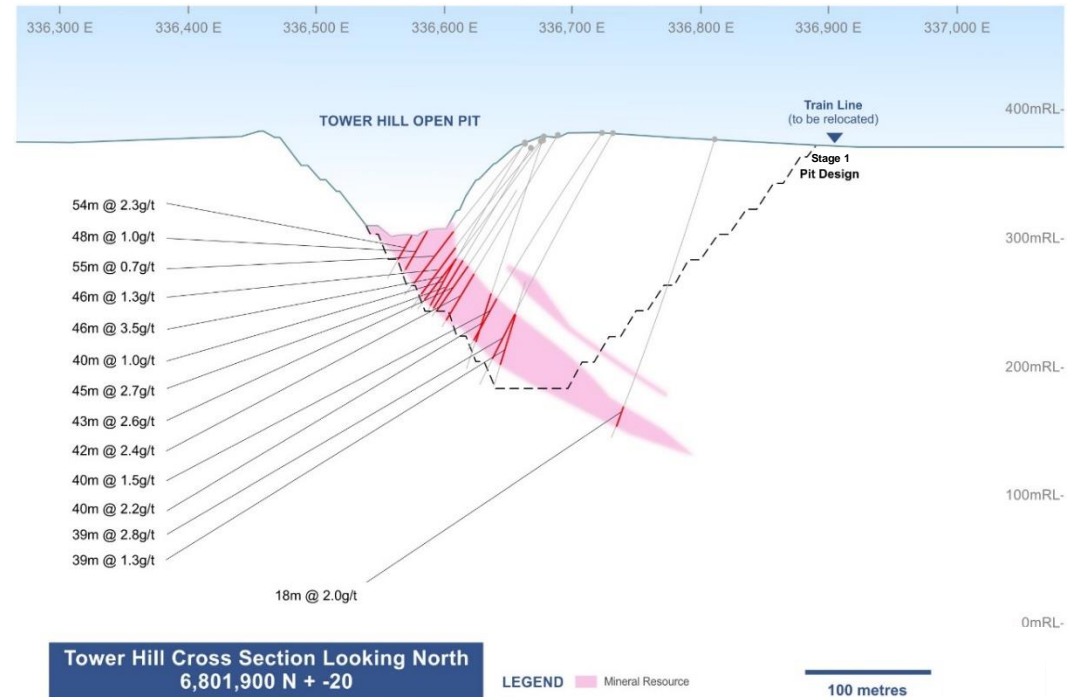 336,300 E 336,400 E 336,500 E 336,600 E 336,700 E 336,800 E 336,900 E 337,000 E
400mRL-
Train Line
(to be relocated)
TOWER HILL OPEN PIT
Stage 1
Pit Design
54m @ 2.3g/t
48m @ 1.0g/t
300mRL-
55m @ 0.7g/t
46m @ 1.3g/t
46m @ 3.5g/t
40m @ 1.0g/t
200mRL-
45m @ 2.7g/t
43m @ 2.6g/t
42m @ 2.4g/t
40m @ 1.5g/t
100mRL-
40m @ 2.2g/t
39m @ 2.8g/t
39m @ 1.3g/t
18m @ 2.0g/t
0mRL-
Tower Hill Cross Section Looking North
6,801,900 N + -20
LEGEND Mineral Resource
100 metres